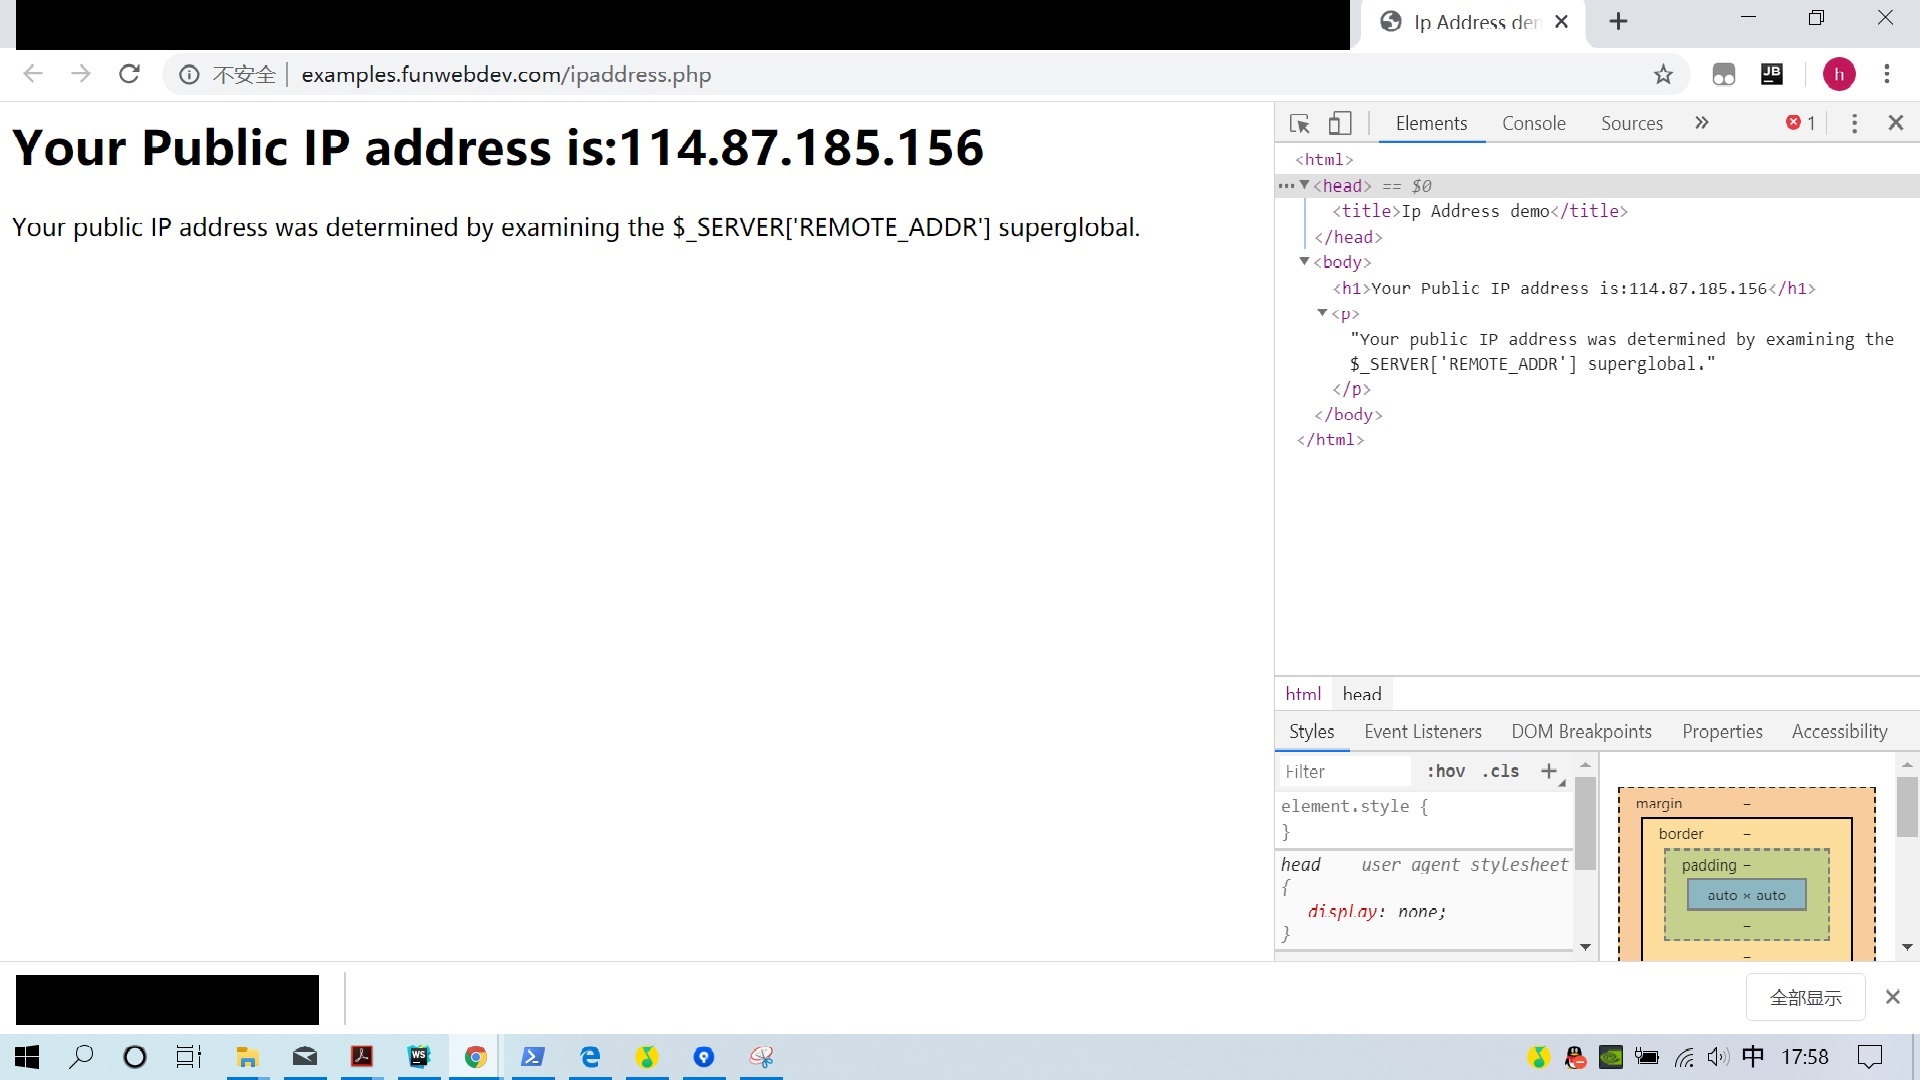 Ip Address den
不安全
examples.funwebdev.com/ipaddress.php
JB
h
Your Public IP address is:114.87.185.156
Your public IP address was determined by examining the $_SERVER['REMOTE_ADDR'] superglobal.
Elements Console Sources » 1
<html>
<head> == $0
<title>Ip Address demo</title>
</head>
<body>
<h1>Your Public IP address is:114.87.185.156</h1>
<p>
"Your public IP address was determined by examining the
$_SERVER['REMOTE_ADDR'] superglobal."
</p>
</body>
</html>
html head
Styles Event Listeners DOM Breakpoints Properties Accessibility
Filter :hov .cls +
element.style {
}
head user agent stylesheet
{
display: none;
}
margin -
border -
padding -
auto × auto
-
-
全部显示
WS
中 17:58